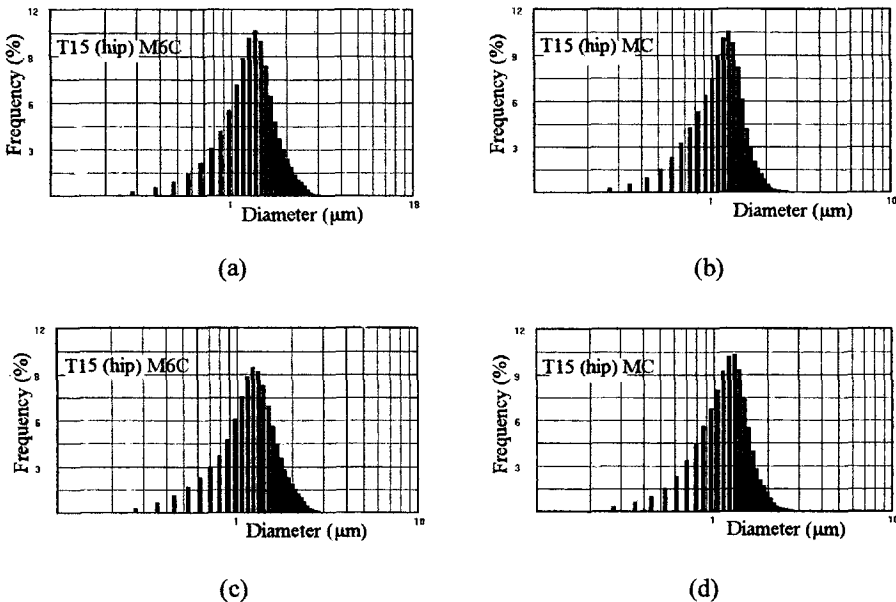 12
T15 (hip) M6C
9
6
3
Frequency (%)
1
18
Diameter (µm)
(a)
12
T15 (hip) MC
9
6
3
Frequency (%)
1
10
Diameter (µm)
(b)
12
T15 (hip) M6C
9
6
3
Frequency (%)
1
10
Diameter (µm)
(c)
12
T15 (hip) MC
9
6
3
Frequency (%)
1
10
Diameter (µm)
(d)